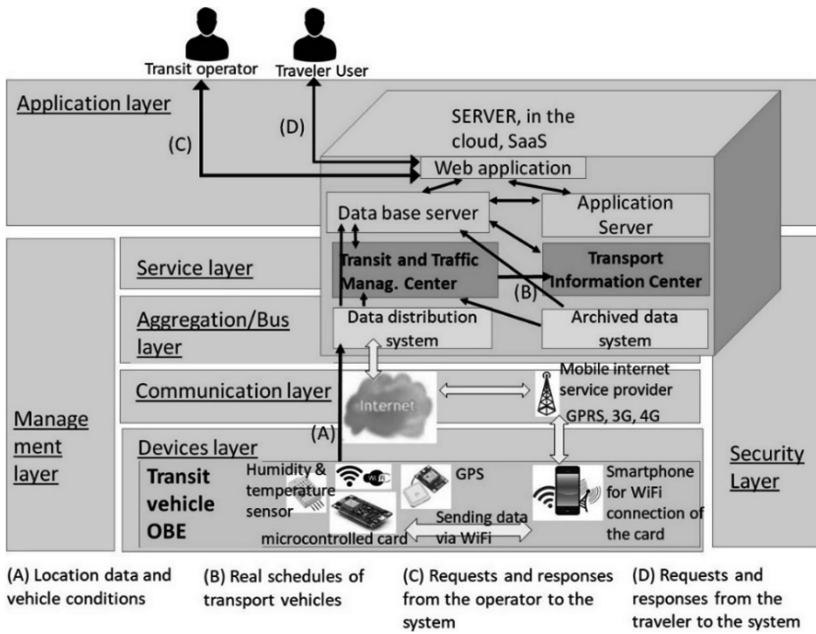 Transit operator
Traveler User
Application layer
(C)
(D)
SERVER, in the
cloud, SaaS
Web application
Data base server
Application
Server
Service layer
Transit and Traffic
Manag. Center
(B)
Transport
Information Center
Aggregation/Bus
layer
Data distribution
system
Archived data
system
Communication layer
Internet
Mobile internet
service provider
GPRS, 3G, 4G
Manage
ment
layer
Security
Layer
(A)
Devices layer
Transit
vehicle
OBE
Humidity &
temperature
sensor
WiFi
GPS
microcontrolled card
Sending data
via WiFi
Smartphone
for WiFi
connection of
the card
(A) Location data and
vehicle conditions
(B) Real schedules of
transport vehicles
(C) Requests and responses
from the operator to the
system
(D) Requests and
responses from the
traveler to the system